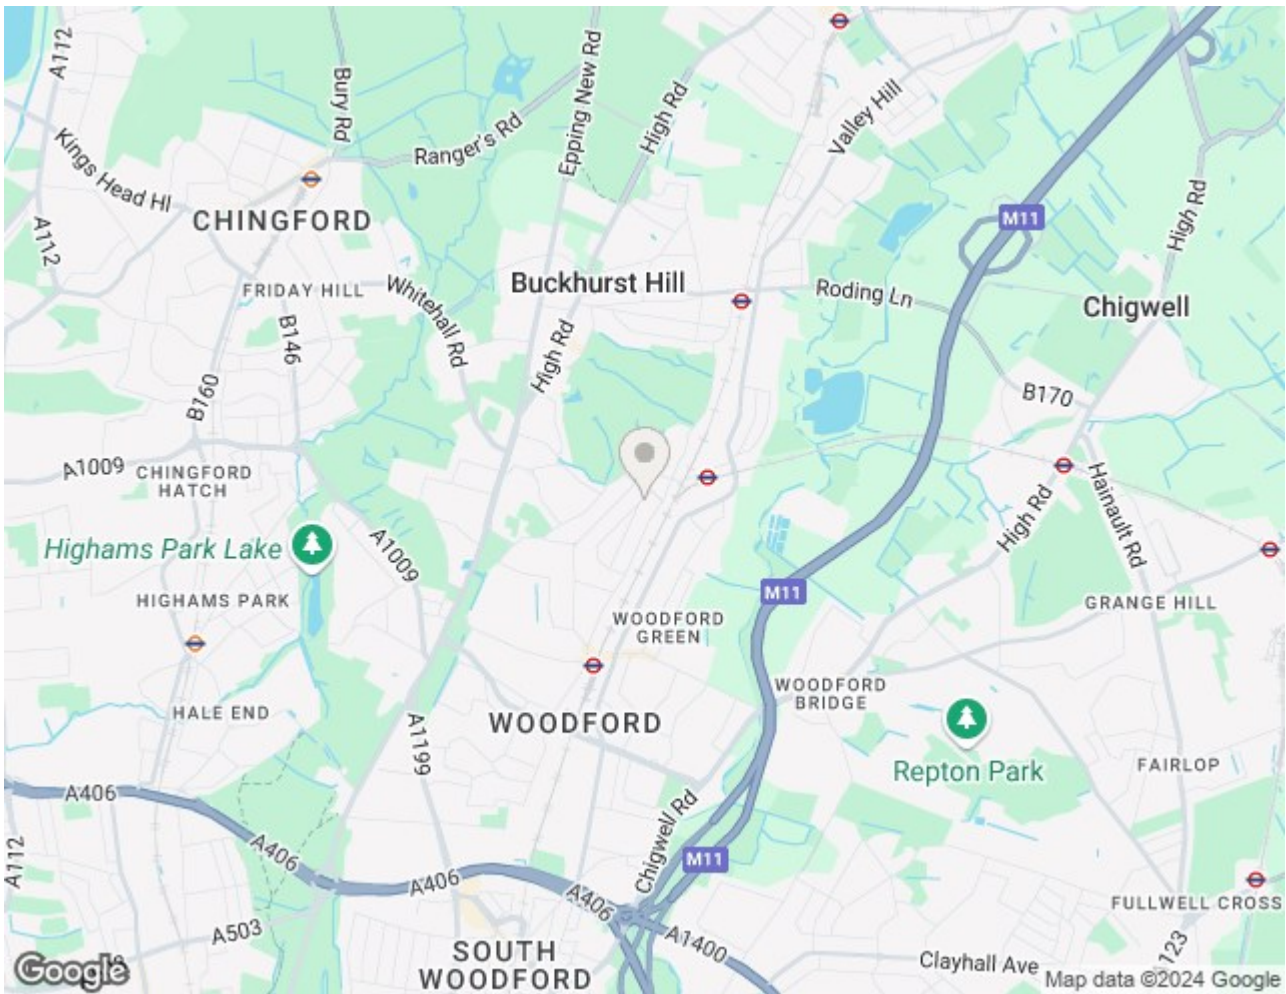 A112
Bury Rd
Epping New Rd
High Rd
Valley Hill
Ranger's Rd
Kings Head Hl
M11
High Rd
A112
CHINGFORD
FRIDAY HILL
Whitehall Rd
Buckhurst Hill
Roding Ln
Chigwell
B146
High Rd
B160
B170
A1009
CHINGFORD
HATCH
Hainault Rd
High Rd
Highams Park Lake
A1009
M11
HIGHAMS PARK
WOODFORD
GREEN
GRANGE HILL
WOODFORD
BRIDGE
HALE END
WOODFORD
A1199
Repton Park
FAIRLOP
A406
Chigwell Rd
A112
A406
M11
A406
A406
FULLWELL CROSS
A503
A1400
SOUTH
WOODFORD
Clayhall Ave
123
Google
Map data ©2024 Google